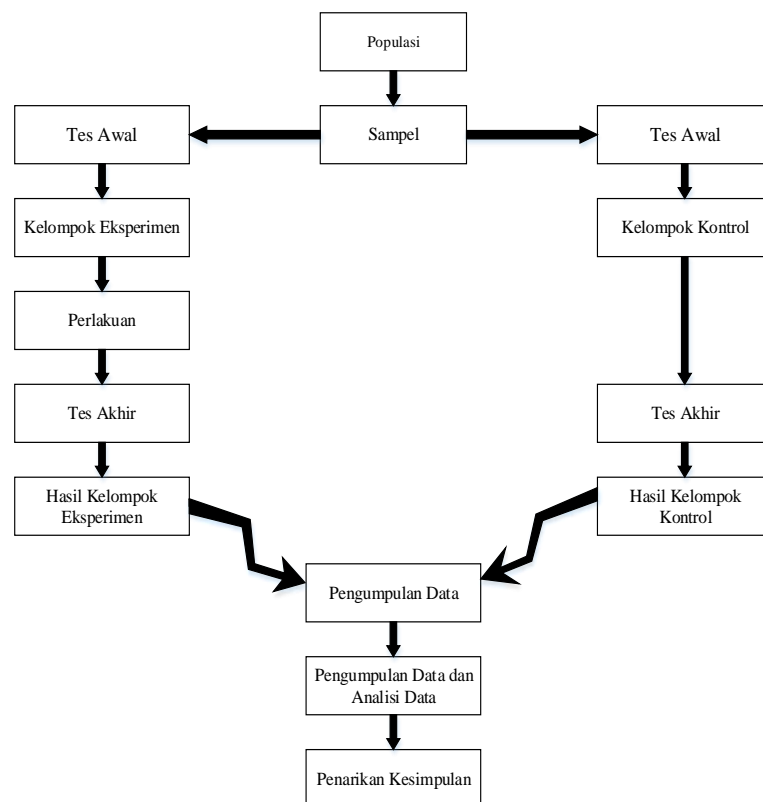 Populasi
Tes Awal
Sampel
Tes Awal
Kelompok Eksperimen
Kelompok Kontrol
Perlakuan
Tes Akhir
Tes Akhir
Hasil Kelompok
Eksperimen
Hasil Kelompok
Kontrol
Pengumpulan Data
Pengumpulan Data dan
Analisi Data
Penarikan Kesimpulan